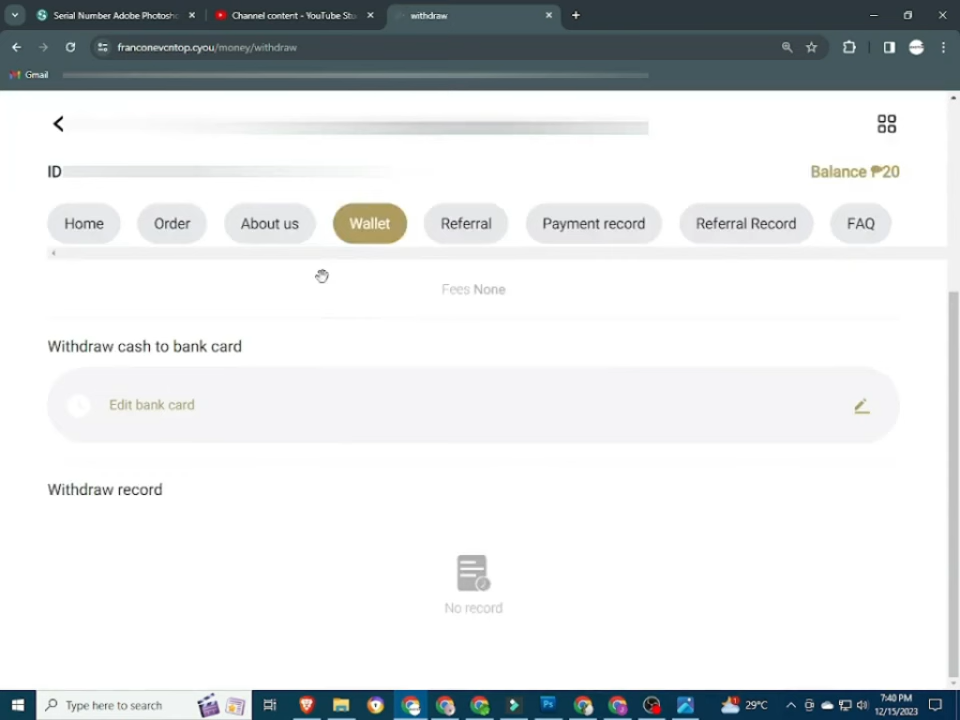 Serial Number Adobe Photosh
Channel content - YouTube Stu
withdraw
franconevcntop.cyou/money/withdraw
Gmail
ID
Balance ₱20
Home
Order
About us
Wallet
Referral
Payment record
Referral Record
FAQ
Fees None
Withdraw cash to bank card
Edit bank card
Withdraw record
No record
Type here to search
29°C
7:40 PM
12/15/2023